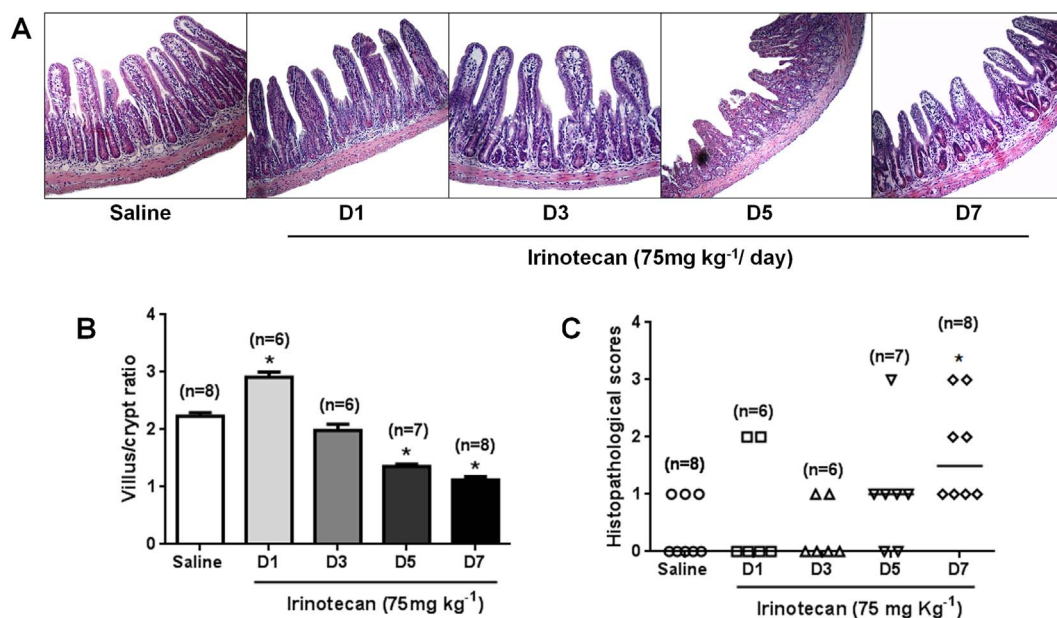 A
Saline D1 D3 D5 D7
Irinotecan (75mg kg⁻¹/ day)
B
Villus/crypt ratio
4
3
2
1
0
(n=8)
(n=6)
*
(n=6)
(n=7)
*
(n=8)
*
Saline D1 D3 D5 D7
Irinotecan (75mg kg⁻¹)
C
Histopathological scores
4
3
2
1
0
(n=8)
(n=6)
(n=6)
(n=7)
(n=8)
*
Saline D1 D3 D5 D7
Irinotecan (75 mg Kg⁻¹)